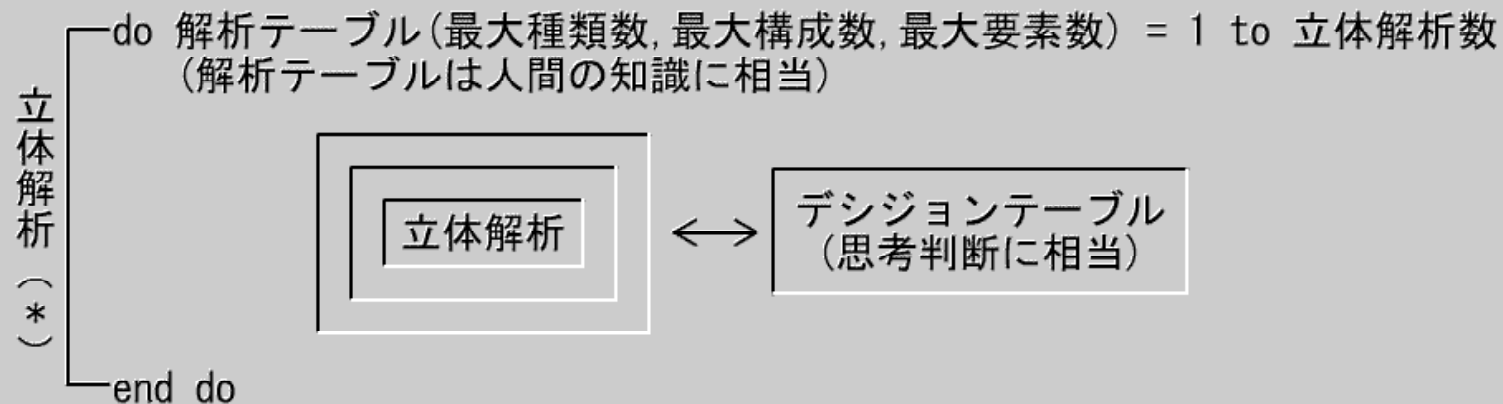 do 解析テーブル(最大種類数,最大構成数,最大要素数) = 1 to 立体解析数
(解析テーブルは人間の知識に相当)
立体解析(*)
立体解析
デシジョンテーブル
(思考判断に相当)
end do